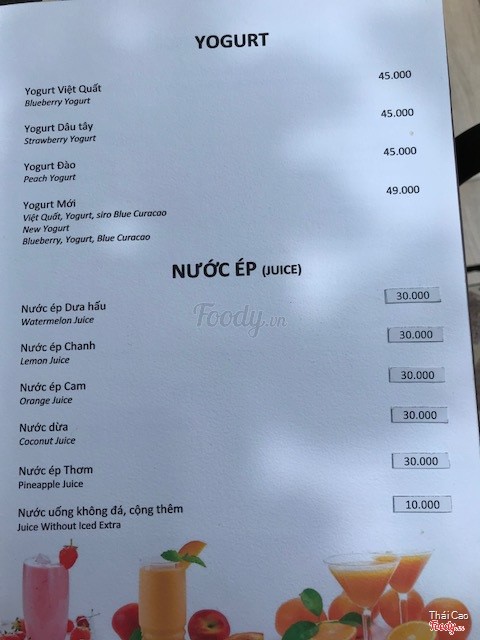 YOGURT
Yogurt Việt Quất 45.000
Blueberry Yogurt
Yogurt Dâu tây 45.000
Strawberry Yogurt
Yogurt Đào 45.000
Peach Yogurt
Yogurt Mới 49.000
Việt Quất, Yogurt, siro Blue Curacao
New Yogurt
Blueberry, Yogurt, Blue Curacao
NƯỚC ÉP (JUICE)
Nước ép Dưa hấu 30.000
Watermelon Juice
Nước ép Chanh 30.000
Lemon Juice
Nước ép Cam 30.000
Orange Juice
Nước dừa 30.000
Coconut Juice
Nước ép Thơm 30.000
Pineapple Juice
Nước uống không đá, cộng thêm 10.000
Juice Without Iced Extra
Foody.vn
Thái Cao
Foody.vn